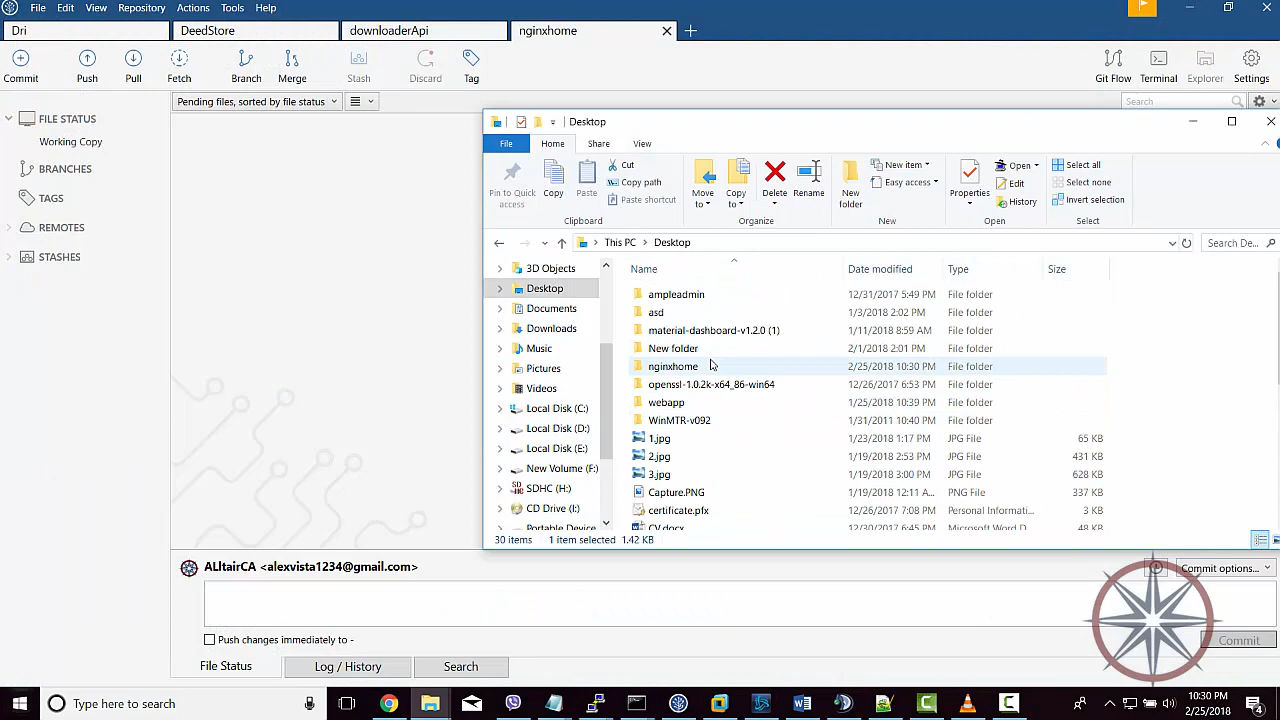 File Edit View Repository Actions Tools Help
Dri DeedStore downloaderApi nginxhome
Commit Push Pull Fetch Branch Merge Stash Discard Tag Git Flow Terminal Explorer Settings
Pending files, sorted by file status Search
FILE STATUS
Working Copy
BRANCHES
TAGS
REMOTES
STASHES
Desktop
File Home Share View
Pin to Quick access Copy Paste Cut Copy path Paste shortcut
Move to Copy to Delete Rename New folder New item Easy access
Properties Open Edit History Select all Select none Invert selection
Clipboard Organize New Open Select
This PC Desktop Search De...
Name Date modified Type Size
3D Objects
Desktop
Documents
Downloads
Music
Pictures
Videos
Local Disk (C:)
Local Disk (D:)
Local Disk (E:)
New Volume (F:)
SDHC (H:)
CD Drive (I:)
Portable Device
ampleadmin 12/31/2017 5:49 PM File folder
asd 1/3/2018 2:02 PM File folder
material-dashboard-v1.2.0 (1) 1/11/2018 8:59 AM File folder
New folder 2/1/2018 2:01 PM File folder
nginxhome 2/25/2018 10:30 PM File folder
openssl-1.0.2k-x64_86-win64 12/26/2017 6:53 PM File folder
webapp 1/25/2018 10:39 PM File folder
WinMTR-v092 1/31/2011 10:40 PM File folder
1.jpg 1/23/2018 1:17 PM JPG File 65 KB
2.jpg 1/19/2018 2:53 PM JPG File 431 KB
3.jpg 1/19/2018 3:00 PM JPG File 628 KB
Capture.PNG 1/19/2018 12:11 A... PNG File 337 KB
certificate.pfx 12/26/2017 7:08 PM Personal Informati... 3 KB
CV.docx 12/30/2017 6:45 PM Microsoft Word D... 48 KB
30 items 1 item selected 1.42 KB
ALltairCA <alexvista1234@gmail.com> Commit options...
Push changes immediately to -
Commit
File Status Log / History Search
Type here to search
10:30 PM
2/25/2018
4